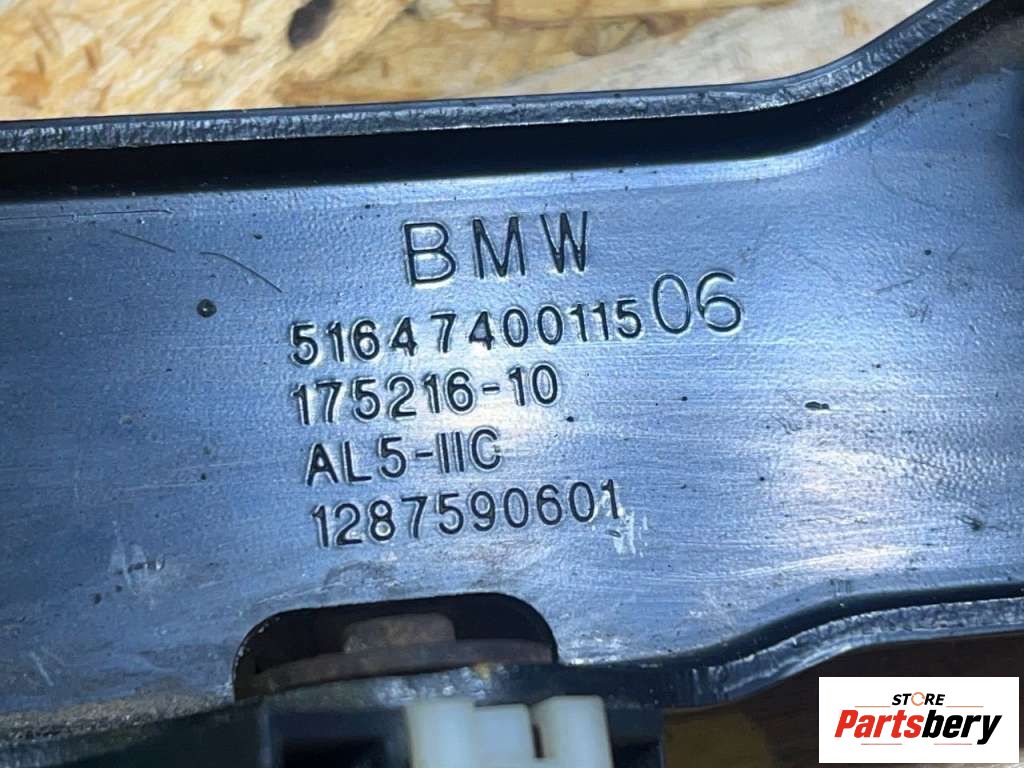 BMW
5164740011506
175216-10
AL5-IIC
1287590601
STORE
Partsbery